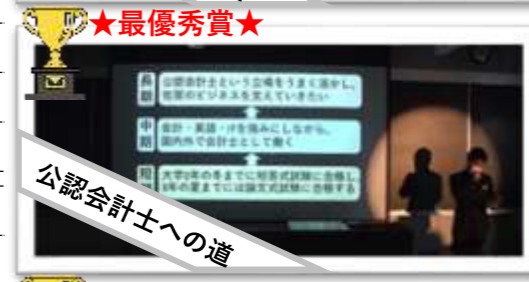 ★最優秀賞★
長期
公認会計士という立場をうまく活かし、
世界のビジネスを支えていきたい
中期
会計・英語・ITを強みにしながら、
国内外で会計士として働く
短
大学2年の冬までに短答式試験に合格し
3年の夏までには論文式試験に合格する
公認会計士への道